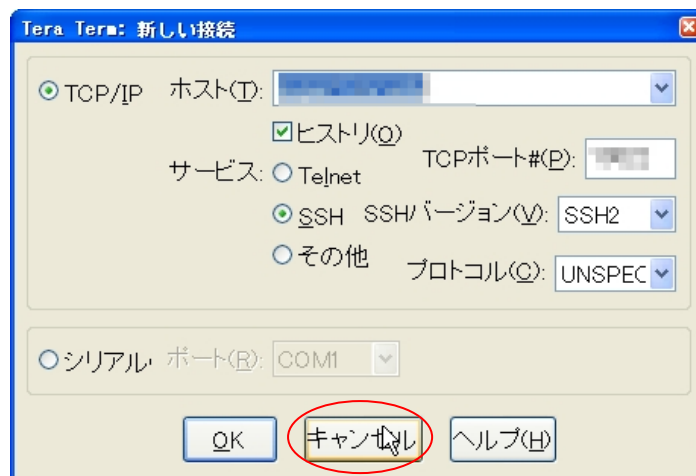 Tera Term: 新しい接続
TCP/IP ホスト(T):
ヒストリ(O)
サービス: Telnet TCPポート#(P):
SSH SSHバージョン(V): SSH2
その他 プロトコル(C): UNSPEC
シリアル ポート(R): COM1
OK キャンセル ヘルプ(H)